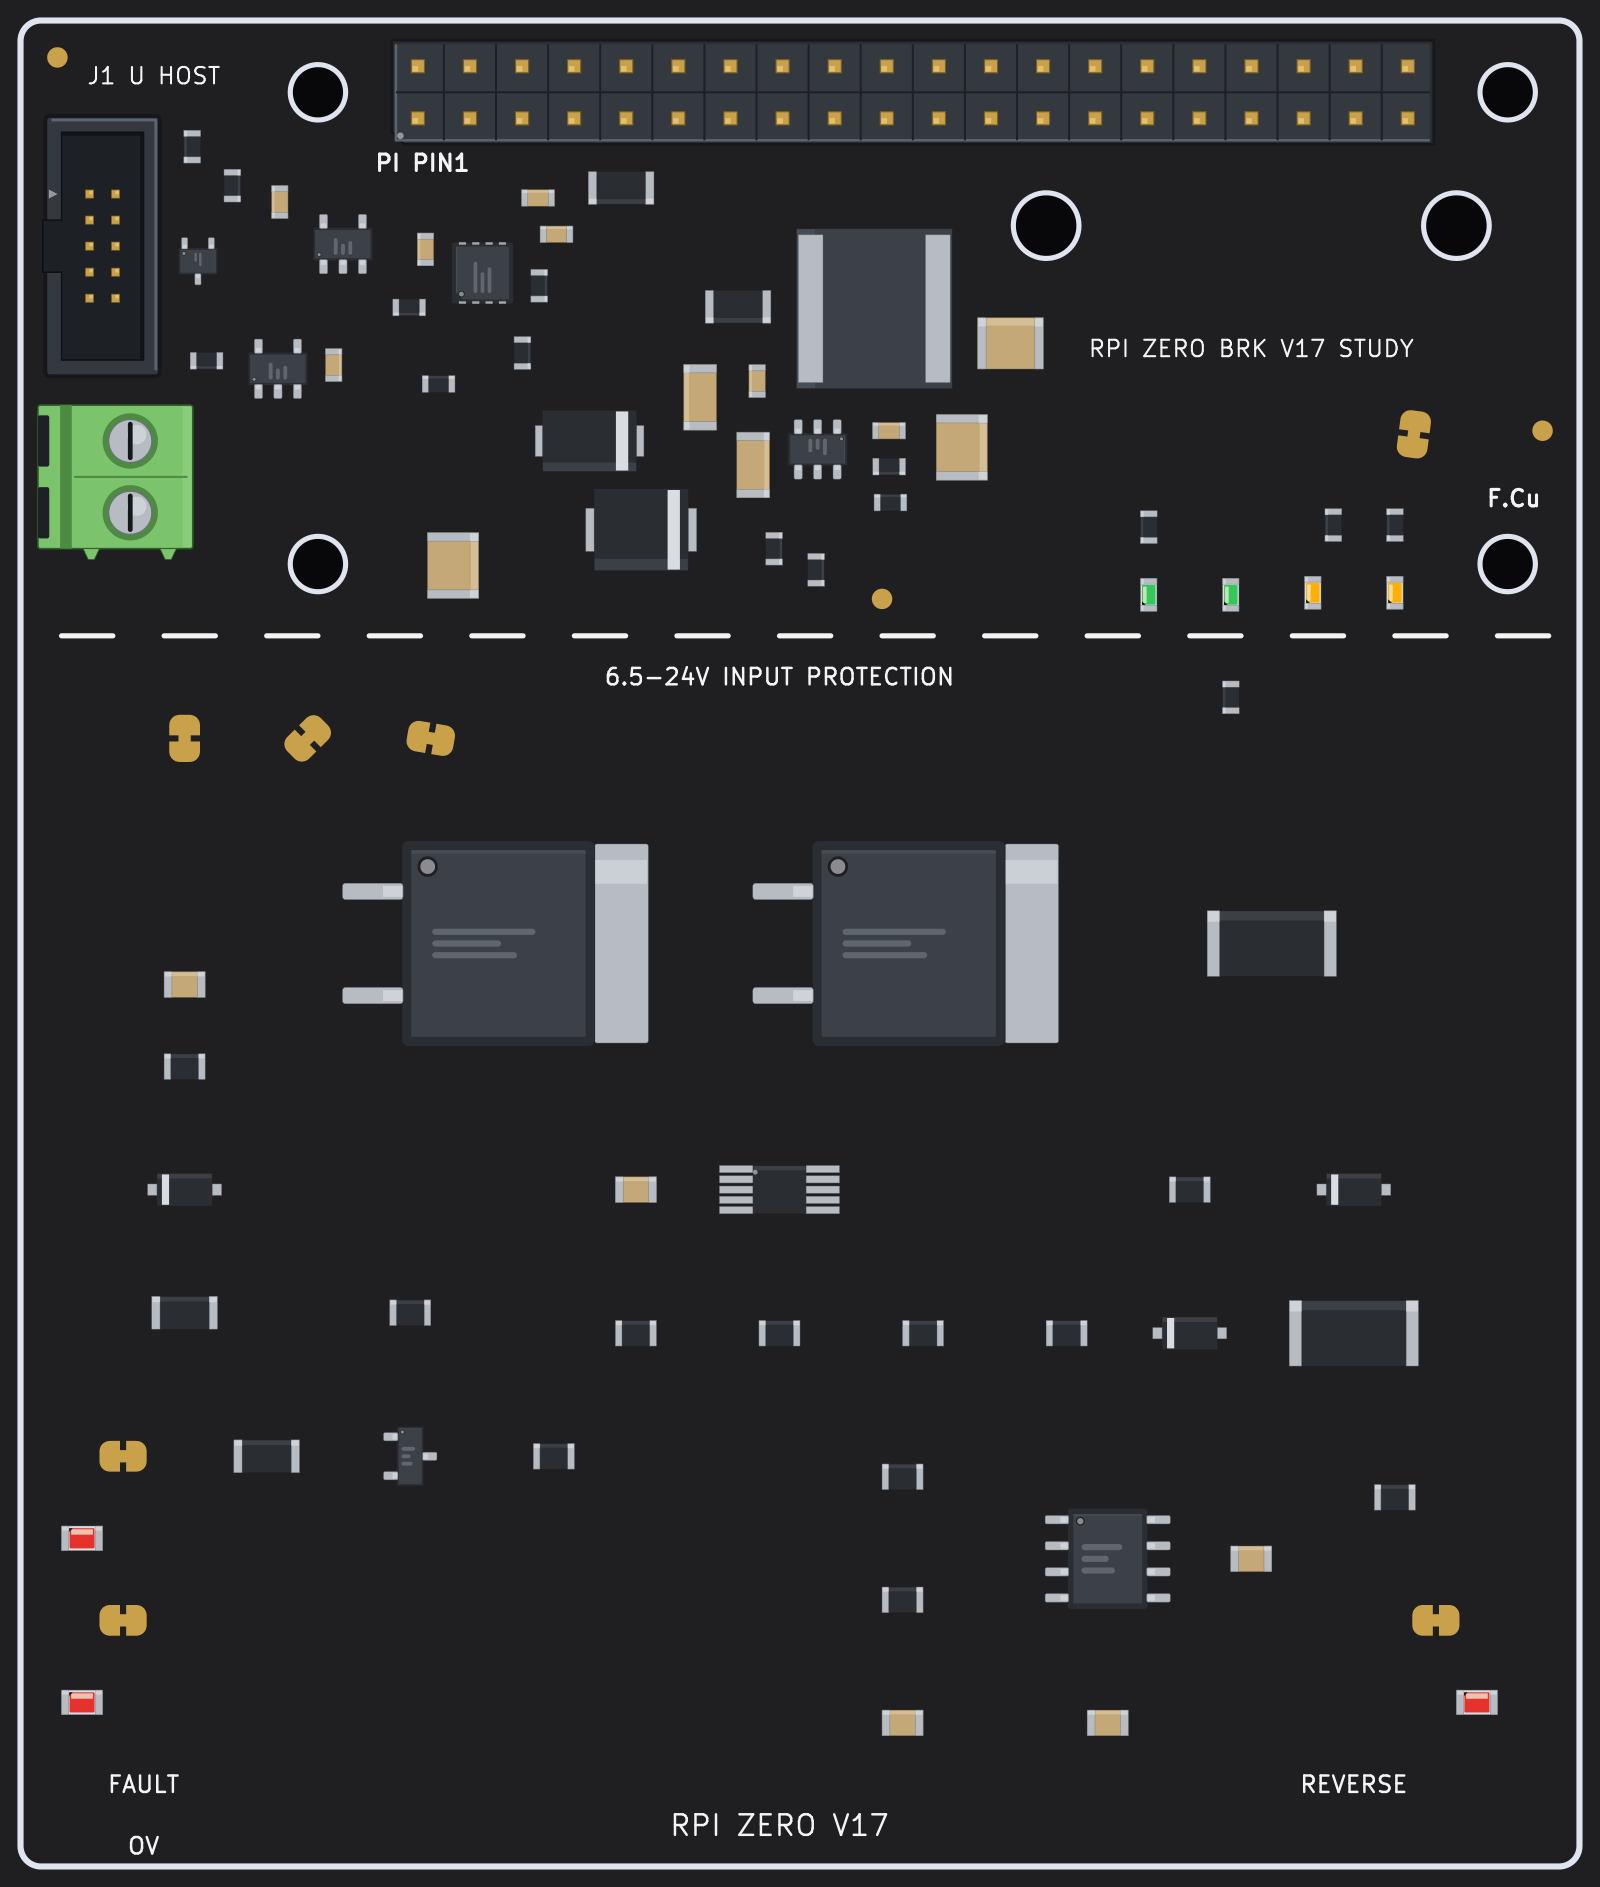 J1 U HOST
PI PIN1
RPI ZERO BRK V17 STUDY
F.Cu
6.5-24V INPUT PROTECTION
FAULT
REVERSE
RPI ZERO V17
OV